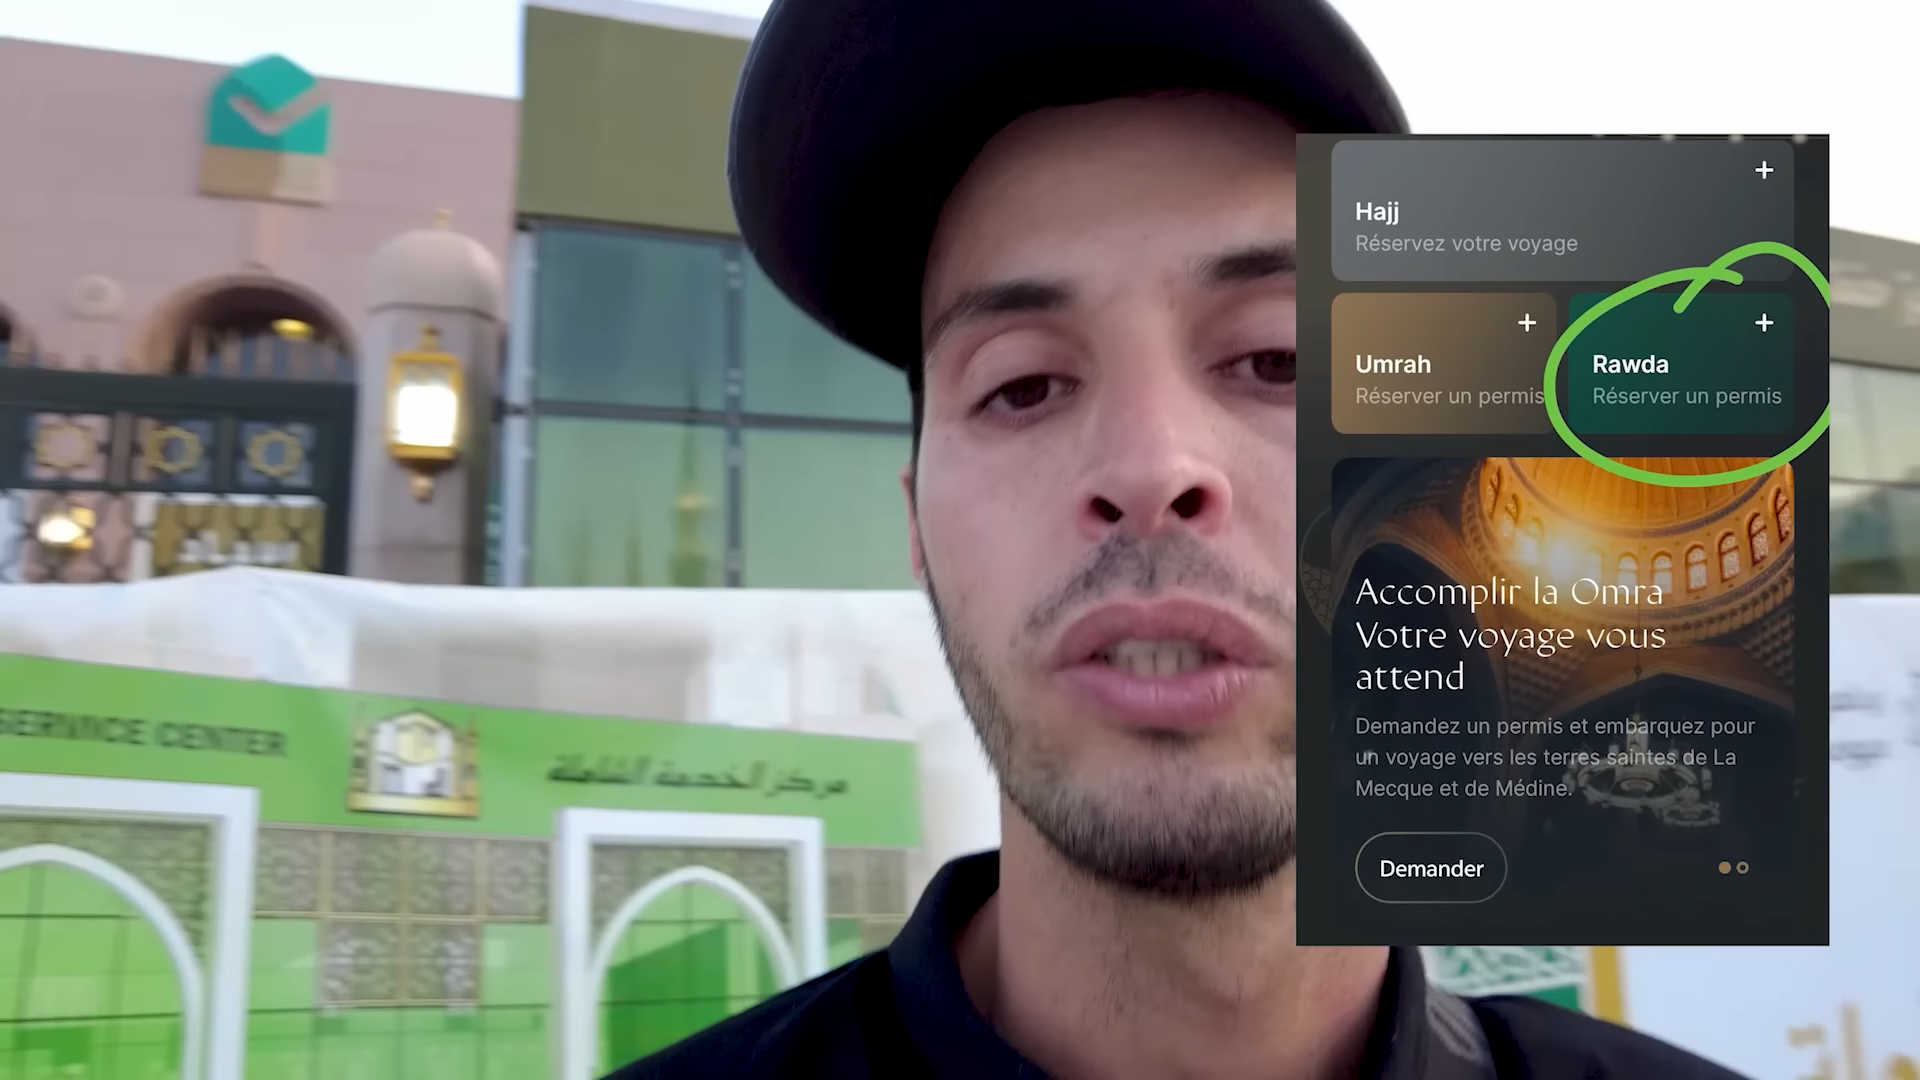 SERVICE CENTER
مركز الخدمة الشاملة
Hajj
Réservez votre voyage
Umrah
Réserver un permis
Rawda
Réserver un permis
Accomplir la Omra
Votre voyage vous
attend
Demandez un permis et embarquez pour
un voyage vers les terres saintes de La
Mecque et de Médine.
Demander